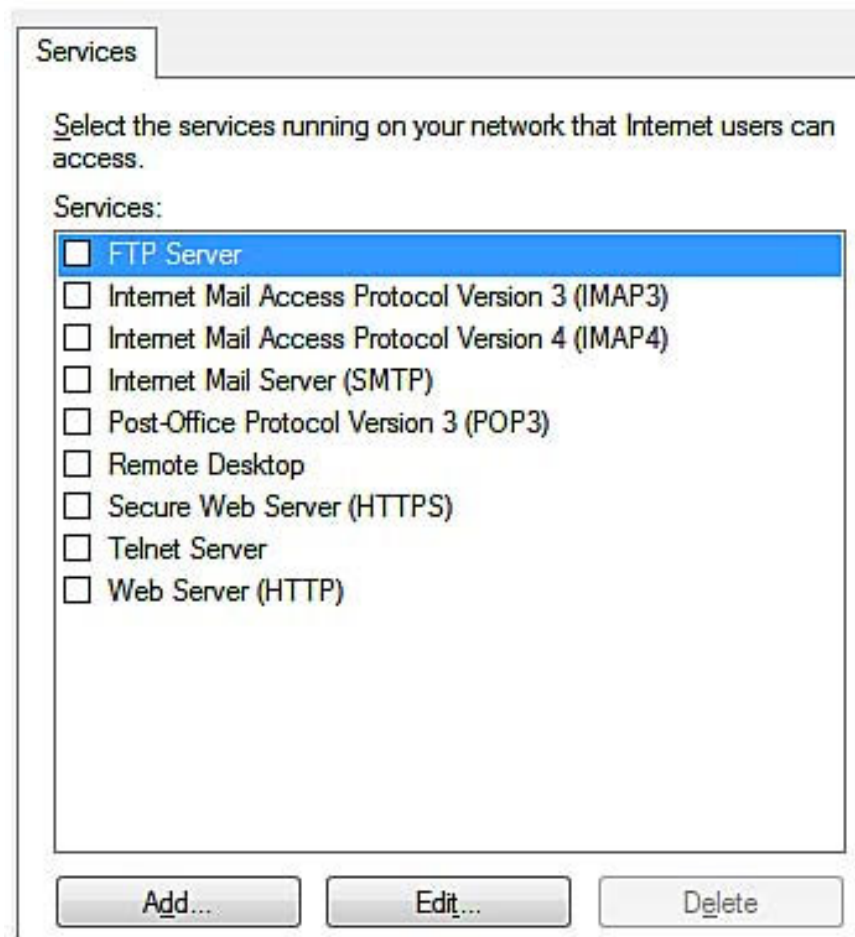 Services
Select the services running on your network that Internet users can
access.
Services:
FTP Server
Internet Mail Access Protocol Version 3 (IMAP3)
Internet Mail Access Protocol Version 4 (IMAP4)
Internet Mail Server (SMTP)
Post-Office Protocol Version 3 (POP3)
Remote Desktop
Secure Web Server (HTTPS)
Telnet Server
Web Server (HTTP)
Add... Edit... Delete